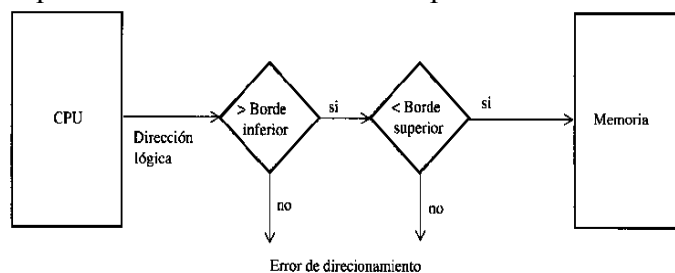 CPU
Dirección
lógica
> Borde
inferior
si
no
< Borde
superior
si
no
Memoria
Error de direcionamiento